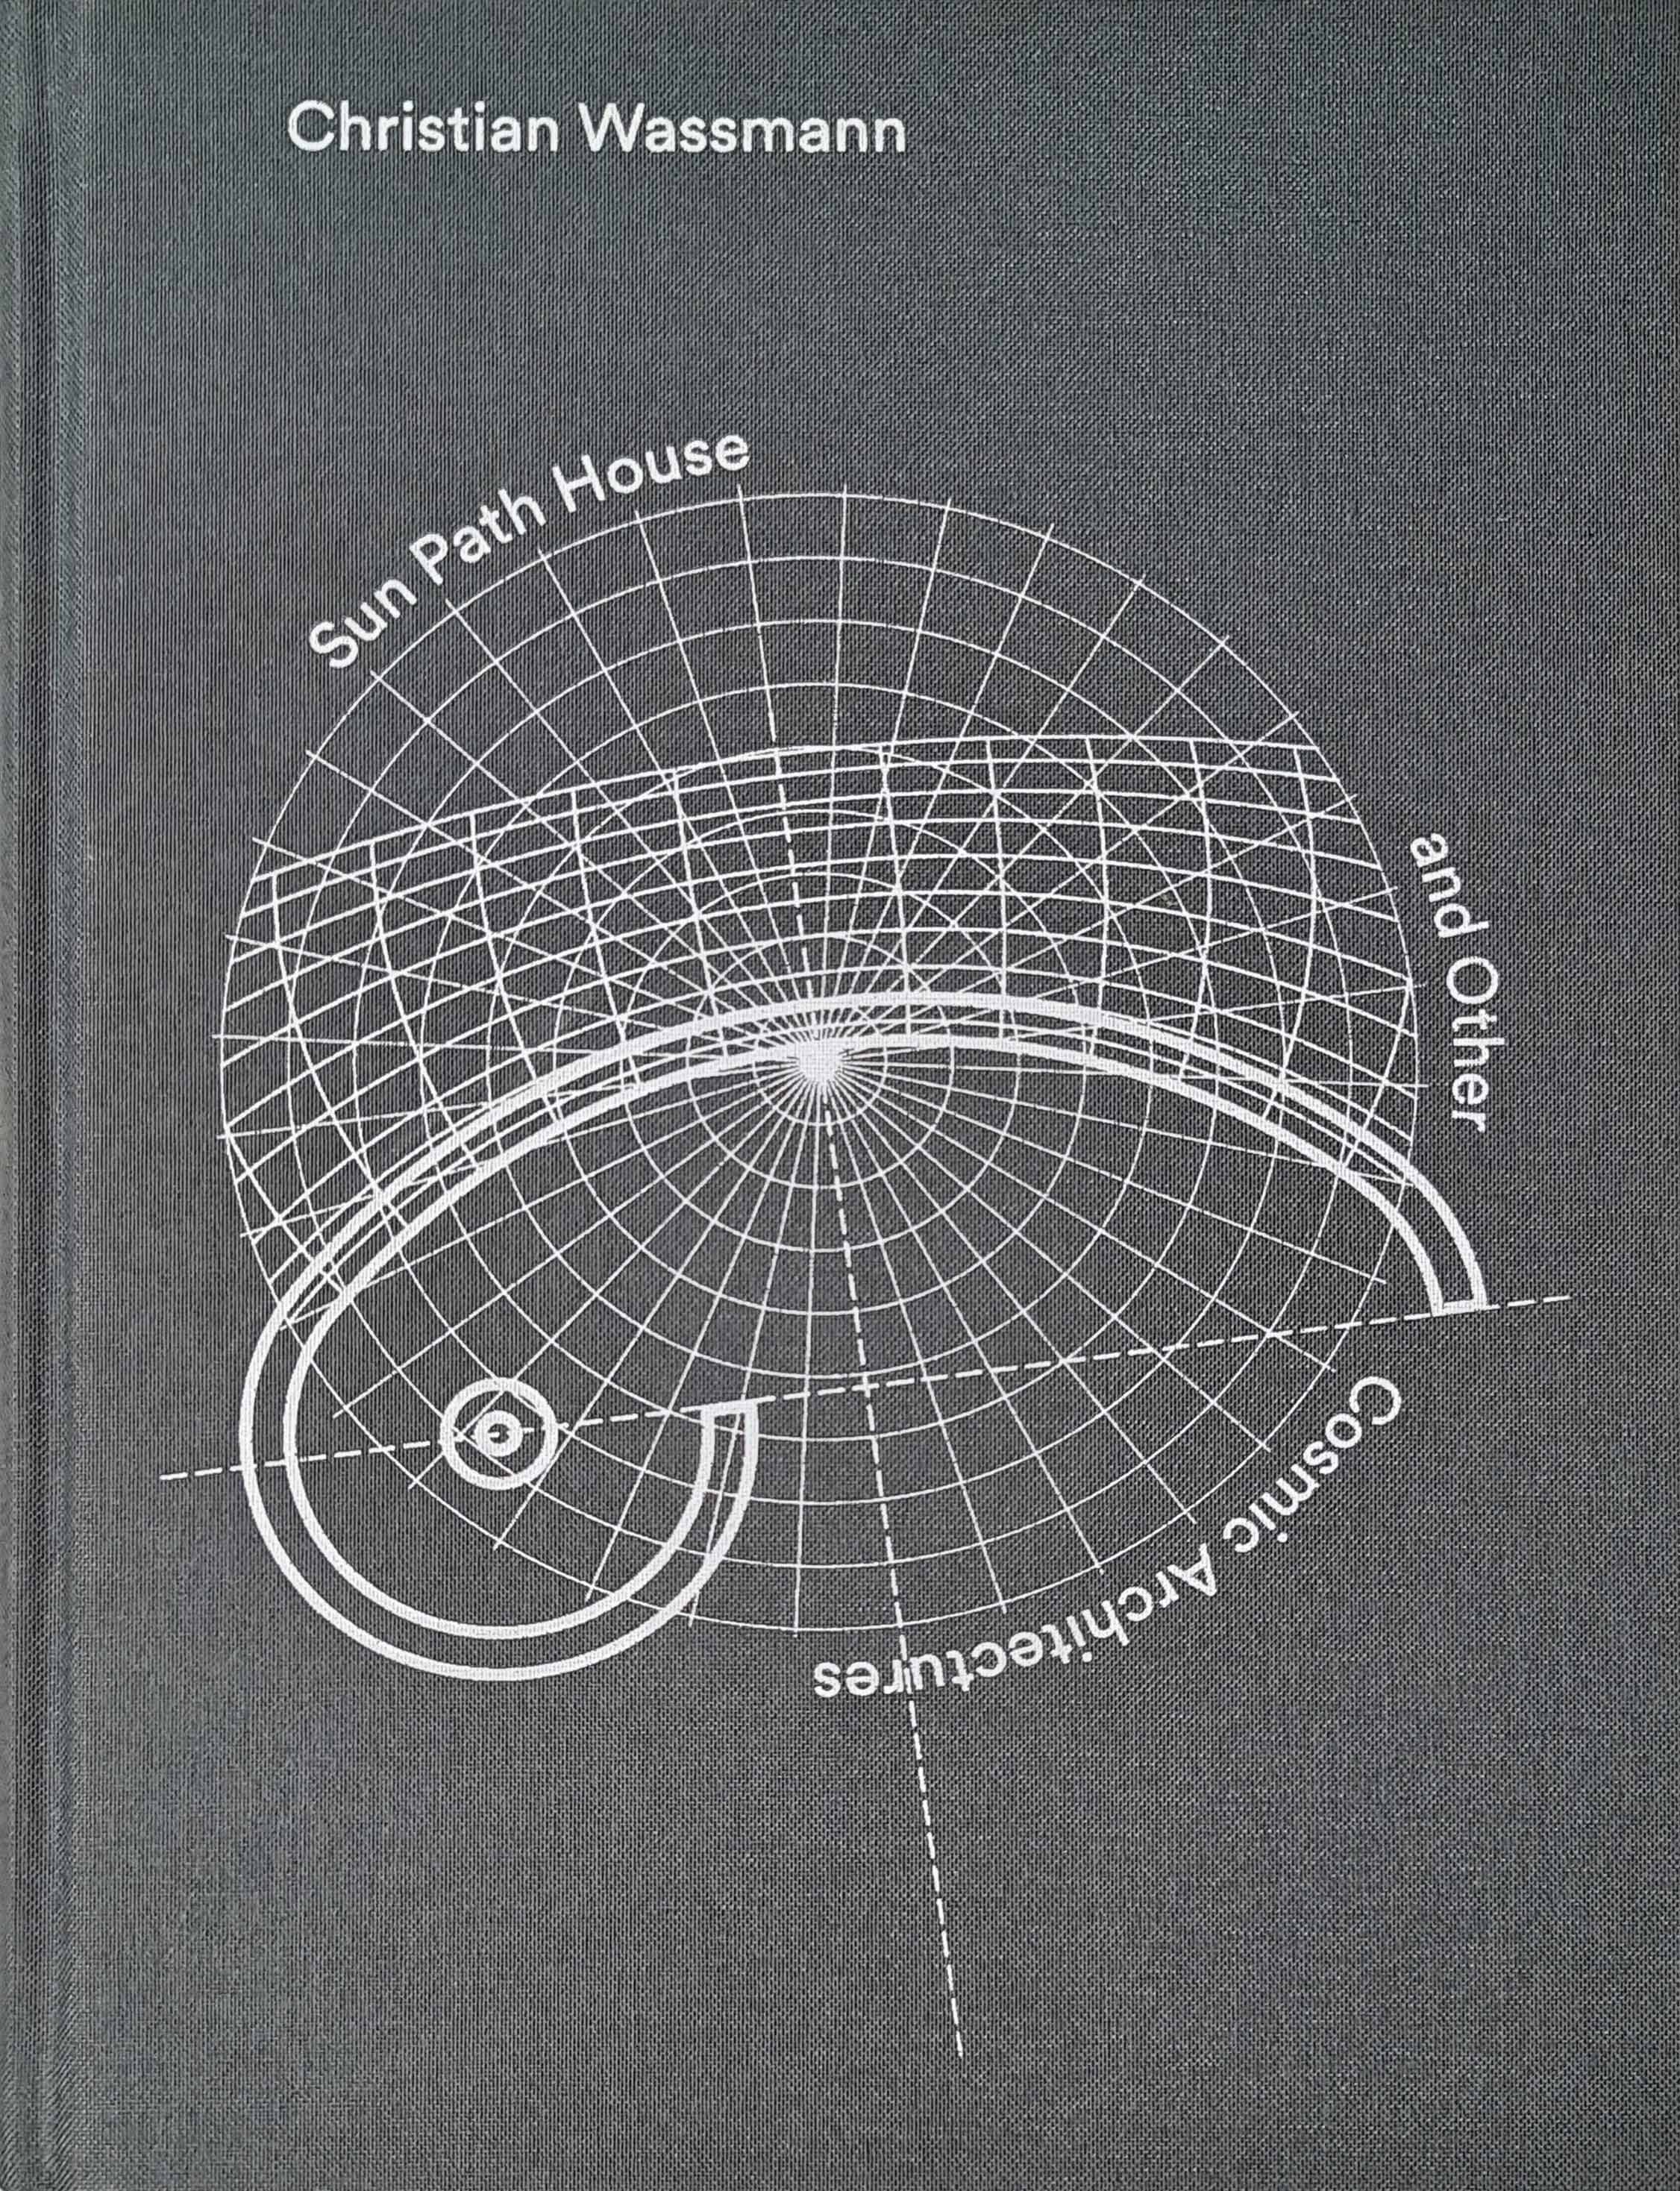 Christian Wassmann
Sun Path House
and Other
Cosmic Architectures